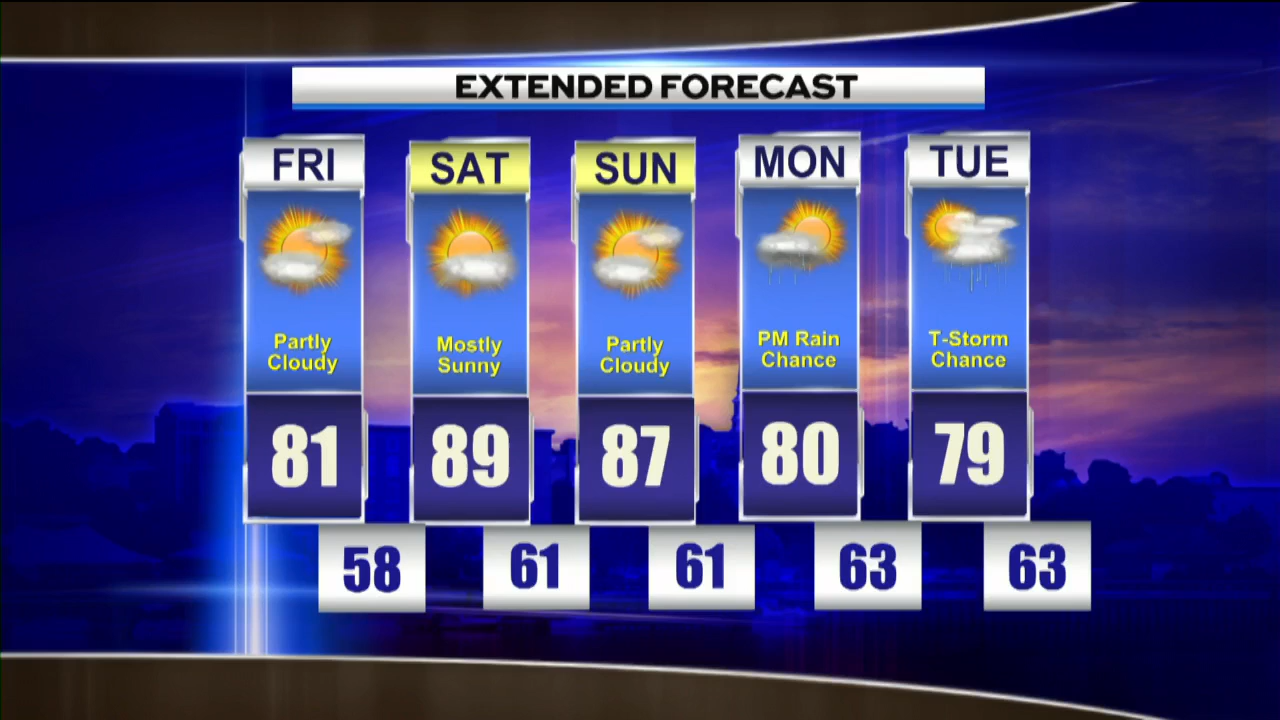 EXTENDED FORECAST
FRI
SAT
SUN
MON
TUE
Partly
Cloudy
Mostly
Sunny
Partly
Cloudy
PM Rain
Chance
T-Storm
Chance
81
89
87
80
79
58
61
61
63
63